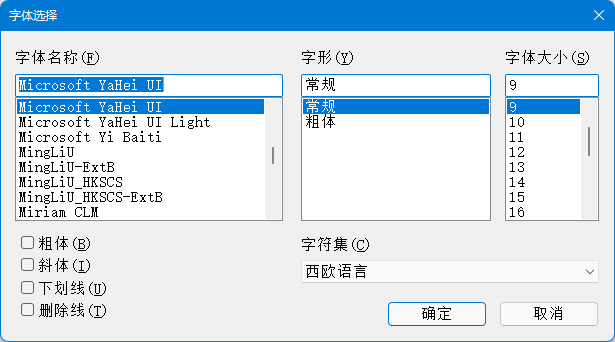 字体选择
字体名称(F)
字形(Y)
字体大小(S)
Microsoft YaHei UI
常规
9
Microsoft YaHei UI
Microsoft YaHei UI Light
Microsoft Yi Baiti
MingLiU
MingLiU-ExtB
MingLiU_HKSCS
MingLiU_HKSCS-ExtB
Miriam CLM
常规
粗体
9
10
11
12
13
14
15
16
粗体(B)
斜体(I)
下划线(U)
删除线(T)
字符集(C)
西欧语言
确定
取消